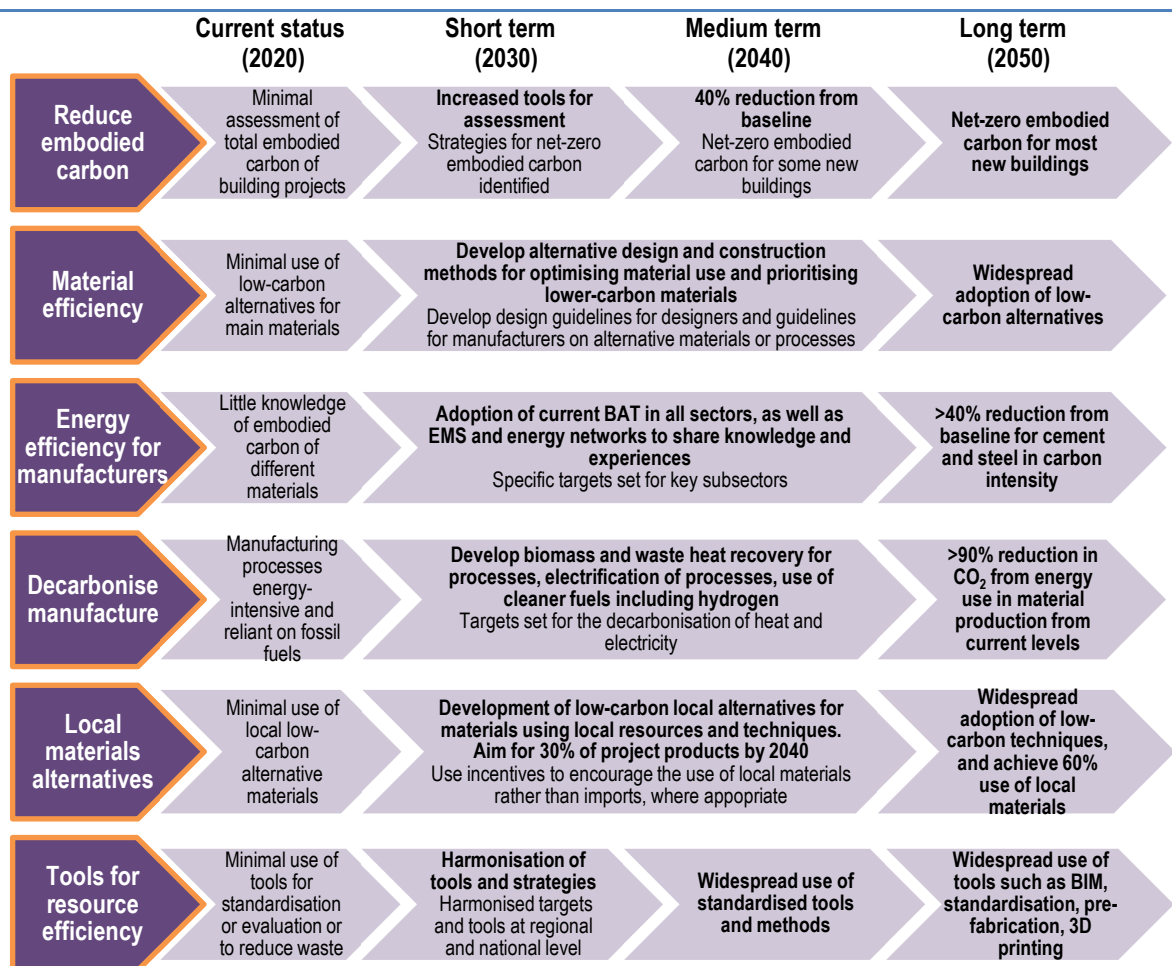 Current status
(2020)
Short term
(2030)
Medium term
(2040)
Long term
(2050)
Reduce
embodied
carbon
Minimal
assessment of
total embodied
carbon of
building projects
Increased tools for
assessment
Strategies for net-zero
embodied carbon
identified
40% reduction from
baseline
Net-zero embodied
carbon for some new
buildings
Net-zero embodied
carbon for most
new buildings
Material
efficiency
Minimal use of
low-carbon
alternatives for
main materials
Develop alternative design and construction
methods for optimising material use and prioritising
lower-carbon materials
Develop design guidelines for designers and guidelines
for manufacturers on alternative materials or processes
Widespread
adoption of low-
carbon alternatives
Energy
efficiency for
manufacturers
Little knowledge
of embodied
carbon of
different
materials
Adoption of current BAT in all sectors, as well as
EMS and energy networks to share knowledge and
experiences
Specific targets set for key subsectors
>40% reduction from
baseline for cement
and steel in carbon
intensity
Decarbonise
manufacture
Manufacturing
processes
energy-
intensive and
reliant on fossil
fuels
Develop biomass and waste heat recovery for
processes, electrification of processes, use of
cleaner fuels including hydrogen
Targets set for the decarbonisation of heat and
electricity
>90% reduction in
CO₂ from energy
use in material
production from
current levels
Local
materials
alternatives
Minimal use of
local low-
carbon
alternative
materials
Development of low-carbon local alternatives for
materials using local resources and techniques.
Aim for 30% of project products by 2040
Use incentives to encourage the use of local materials
rather than imports, where appopriate
Widespread
adoption of low-
carbon techniques,
and achieve 60%
use of local
materials
Tools for
resource
efficiency
Minimal use of
tools for
standardisation
or evaluation or
to reduce waste
Harmonisation of
tools and strategies
Harmonised targets
and tools at regional
and national level
Widespread use of
standardised tools
and methods
Widespread use of
tools such as BIM,
standardisation, pre-
fabrication, 3D
printing